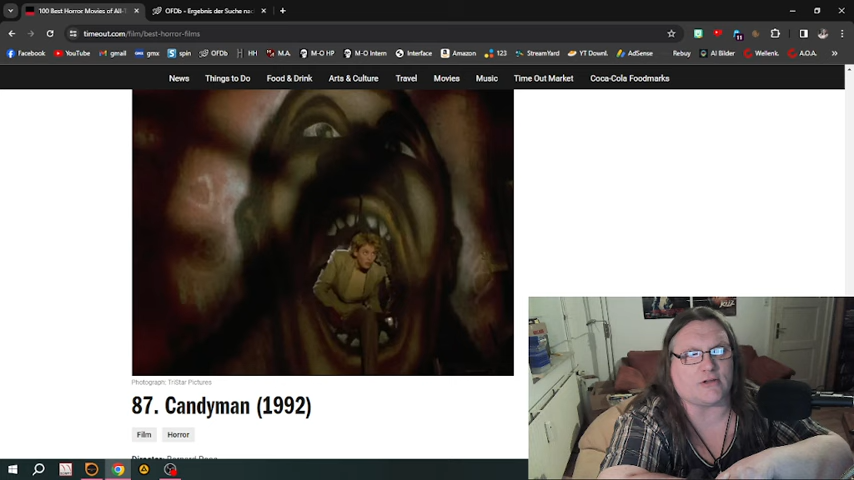 100 Best Horror Movies of All-T
OFDb - Ergebnis der Suche nac
timeout.com/film/best-horror-films
Facebook
YouTube
gmail
gmx
spin
OFDb
HH
M.A.
M-O HP
M-O Intern
Interface
Amazon
123
StreamYard
YT Downl.
AdSense
Rebuy
AI Bilder
Wellenk.
A.O.A.
News
Things to Do
Food & Drink
Arts & Culture
Travel
Movies
Music
Time Out Market
Coca-Cola Foodmarks
Photograph: TriStar Pictures
87. Candyman (1992)
Film
Horror